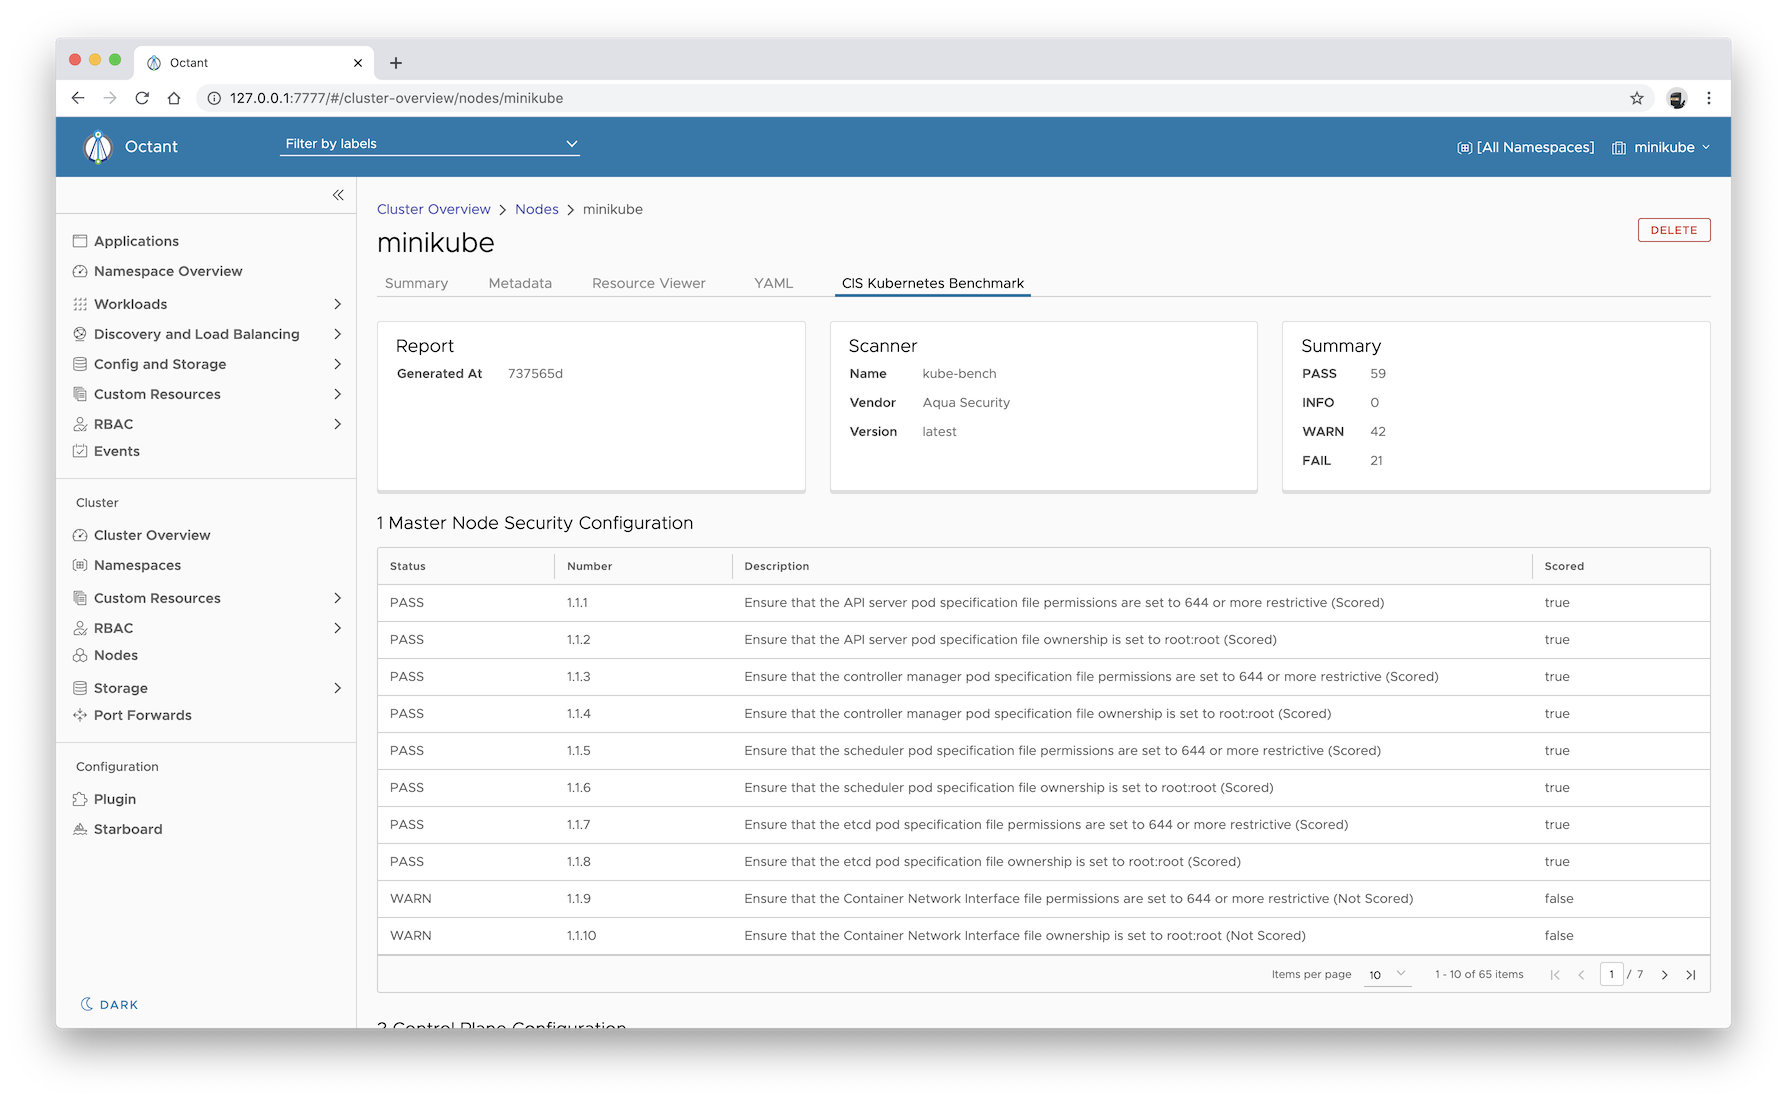 Octant
127.0.0.1:7777/#/cluster-overview/nodes/minikube
Octant
Filter by labels
[All Namespaces]
minikube
Applications
Namespace Overview
Workloads
Discovery and Load Balancing
Config and Storage
Custom Resources
RBAC
Events
Cluster
Cluster Overview
Namespaces
Custom Resources
RBAC
Nodes
Storage
Port Forwards
Configuration
Plugin
Starboard
DARK
Cluster Overview > Nodes > minikube
minikube
DELETE
Summary Metadata Resource Viewer YAML CIS Kubernetes Benchmark
Report
Generated At 737565d
Scanner
Name kube-bench
Vendor Aqua Security
Version latest
Summary
PASS 59
INFO 0
WARN 42
FAIL 21
1 Master Node Security Configuration
Status Number Description Scored
PASS 1.1.1 Ensure that the API server pod specification file permissions are set to 644 or more restrictive (Scored) true
PASS 1.1.2 Ensure that the API server pod specification file ownership is set to root:root (Scored) true
PASS 1.1.3 Ensure that the controller manager pod specification file permissions are set to 644 or more restrictive (Scored) true
PASS 1.1.4 Ensure that the controller manager pod specification file ownership is set to root:root (Scored) true
PASS 1.1.5 Ensure that the scheduler pod specification file permissions are set to 644 or more restrictive (Scored) true
PASS 1.1.6 Ensure that the scheduler pod specification file ownership is set to root:root (Scored) true
PASS 1.1.7 Ensure that the etcd pod specification file permissions are set to 644 or more restrictive (Scored) true
PASS 1.1.8 Ensure that the etcd pod specification file ownership is set to root:root (Scored) true
WARN 1.1.9 Ensure that the Container Network Interface file permissions are set to 644 or more restrictive (Not Scored) false
WARN 1.1.10 Ensure that the Container Network Interface file ownership is set to root:root (Not Scored) false
Items per page 10 1 - 10 of 65 items 1 / 7
2 Control Plane Configuration